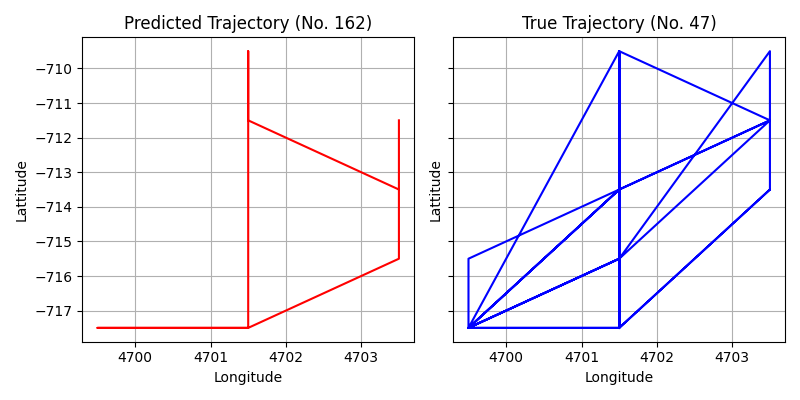 Predicted Trajectory (No. 162)
True Trajectory (No. 47)
−710
−711
−712
−713
−714
−715
−716
−717
Lattitude
Lattitude
4700
4701
4702
4703
4700
4701
4702
4703
Longitude
Longitude